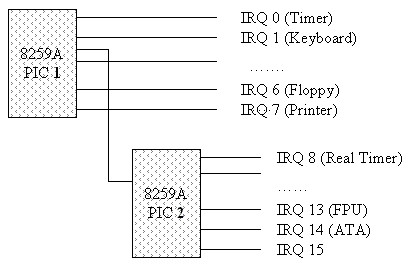 8259A
PIC 1
IRQ 0 (Timer)
IRQ 1 (Keyboard)
.......
IRQ 6 (Floppy)
IRQ 7 (Printer)
8259A
PIC 2
IRQ 8 (Real Timer)
......
IRQ 13 (FPU)
IRQ 14 (ATA)
IRQ 15